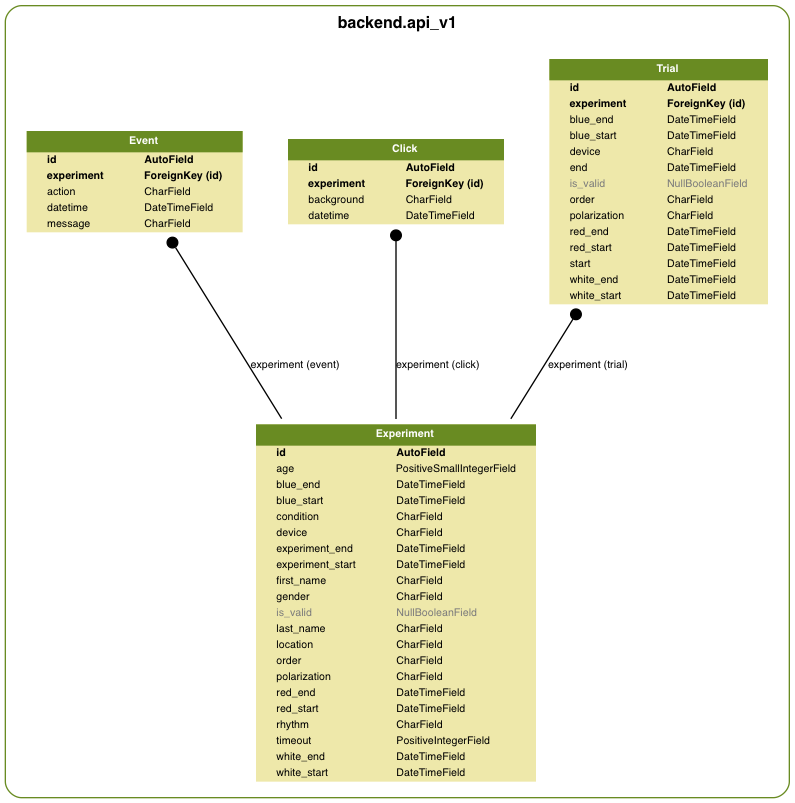 backend.api_v1
Event
id AutoField
experiment ForeignKey (id)
action CharField
datetime DateTimeField
message CharField
Click
id AutoField
experiment ForeignKey (id)
background CharField
datetime DateTimeField
Trial
id AutoField
experiment ForeignKey (id)
blue_end DateTimeField
blue_start DateTimeField
device CharField
end DateTimeField
is_valid NullBooleanField
order CharField
polarization CharField
red_end DateTimeField
red_start DateTimeField
start DateTimeField
white_end DateTimeField
white_start DateTimeField
experiment (event)
experiment (click)
experiment (trial)
Experiment
id AutoField
age PositiveSmallIntegerField
blue_end DateTimeField
blue_start DateTimeField
condition CharField
device CharField
experiment_end DateTimeField
experiment_start DateTimeField
first_name CharField
gender CharField
is_valid NullBooleanField
last_name CharField
location CharField
order CharField
polarization CharField
red_end DateTimeField
red_start DateTimeField
rhythm CharField
timeout PositiveIntegerField
white_end DateTimeField
white_start DateTimeField